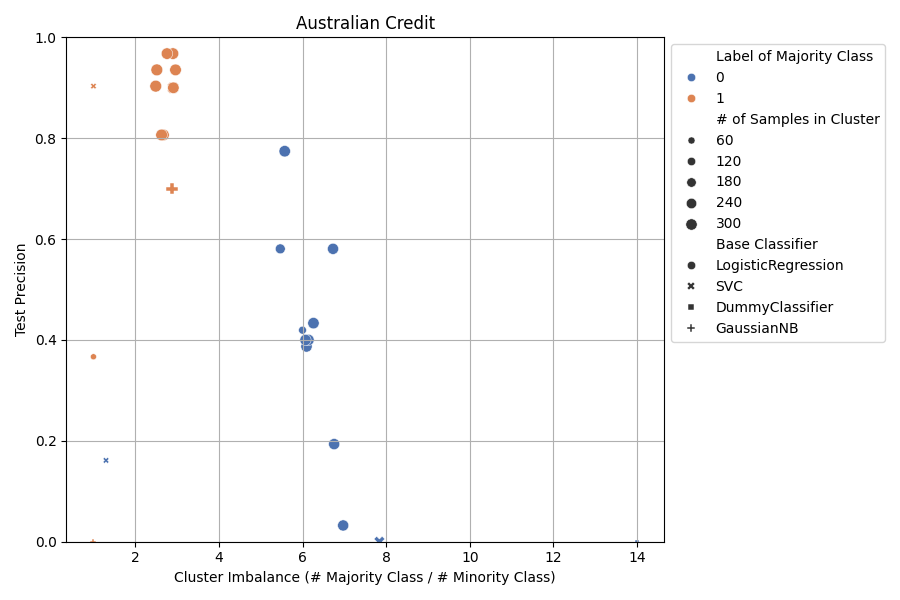 Australian Credit
1.0
0.8
0.6
0.4
0.2
0.0
Test Precision
2
4
6
8
10
12
14
Cluster Imbalance (# Majority Class / # Minority Class)
Label of Majority Class
0
1
# of Samples in Cluster
60
120
180
240
300
Base Classifier
LogisticRegression
SVC
DummyClassifier
GaussianNB